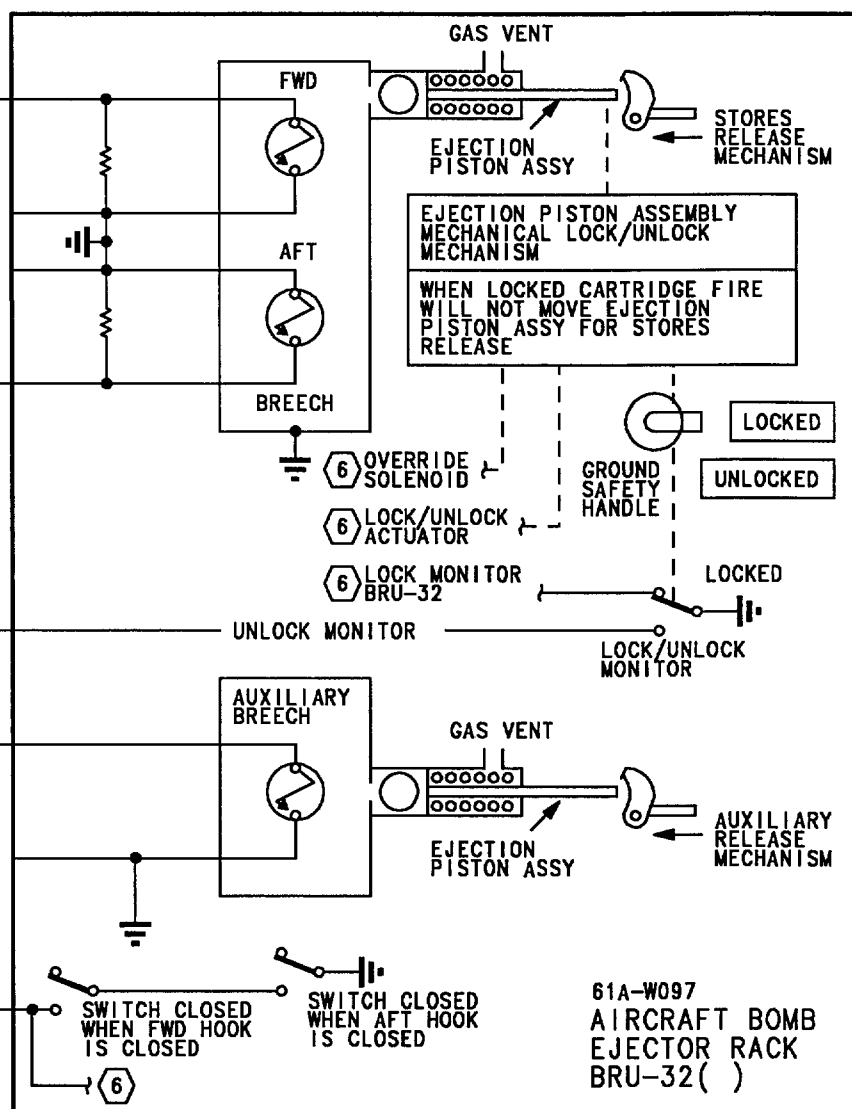 GAS VENT
FWD
EJECTION
PISTON ASSY
STORES
RELEASE
MECHANISM
EJECTION PISTON ASSEMBLY
MECHANICAL LOCK/UNLOCK
MECHANISM
AFT
WHEN LOCKED CARTRIDGE FIRE
WILL NOT MOVE EJECTION
PISTON ASSY FOR STORES
RELEASE
BREECH
LOCKED
6 OVERRIDE
SOLENOID
GROUND
SAFETY
HANDLE
UNLOCKED
6 LOCK/UNLOCK
ACTUATOR
6 LOCK MONITOR
BRU-32
LOCKED
UNLOCK MONITOR
LOCK/UNLOCK
MONITOR
AUXILIARY
BREECH
GAS VENT
EJECTION
PISTON ASSY
AUXILIARY
RELEASE
MECHANISM
SWITCH CLOSED
WHEN FWD HOOK
IS CLOSED
SWITCH CLOSED
WHEN AFT HOOK
IS CLOSED
6
61A-W097
AIRCRAFT BOMB
EJECTOR RACK
BRU-32( )